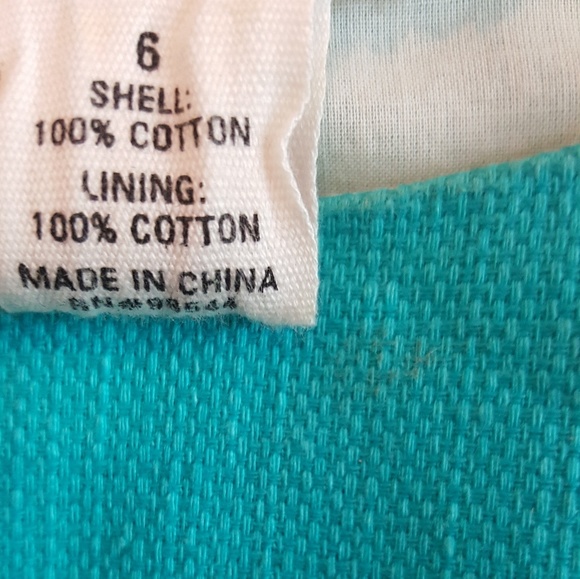 6
SHELL:
100% COTTON
LINING:
100% COTTON
MADE IN CHINA